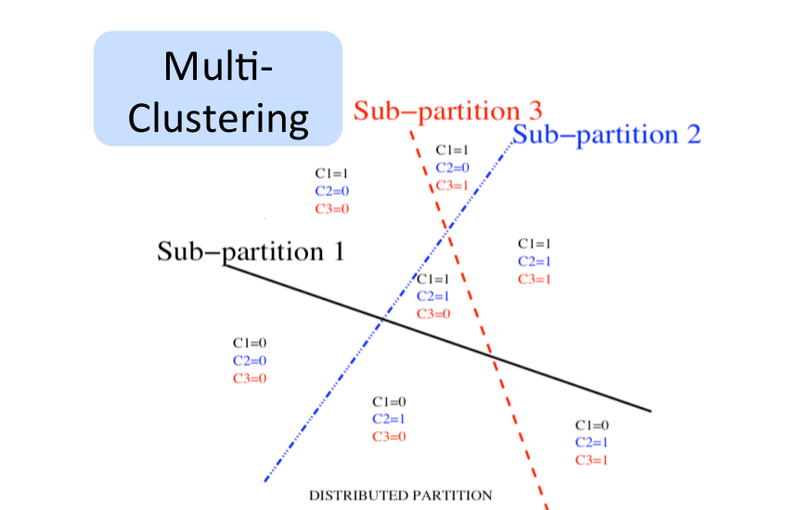 Multi-
Clustering
Sub-partition 3
Sub-partition 2
C1=1
C2=0
C3=1
C1=1
C2=0
C3=0
Sub-partition 1
C1=1
C2=1
C3=1
C1=1
C2=1
C3=0
C1=0
C2=0
C3=0
C1=0
C2=1
C3=0
C1=0
C2=1
C3=1
DISTRIBUTED PARTITION